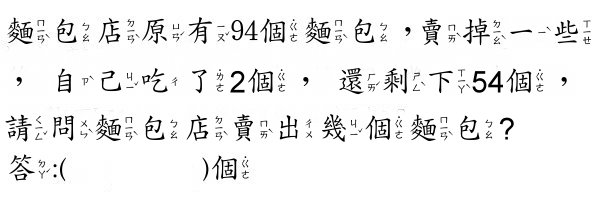 麵包店原有94個麵包，賣掉一些
，自己吃了2個，還剩下54個，
請問麵包店賣出幾個麵包？
答:(　　　　)個